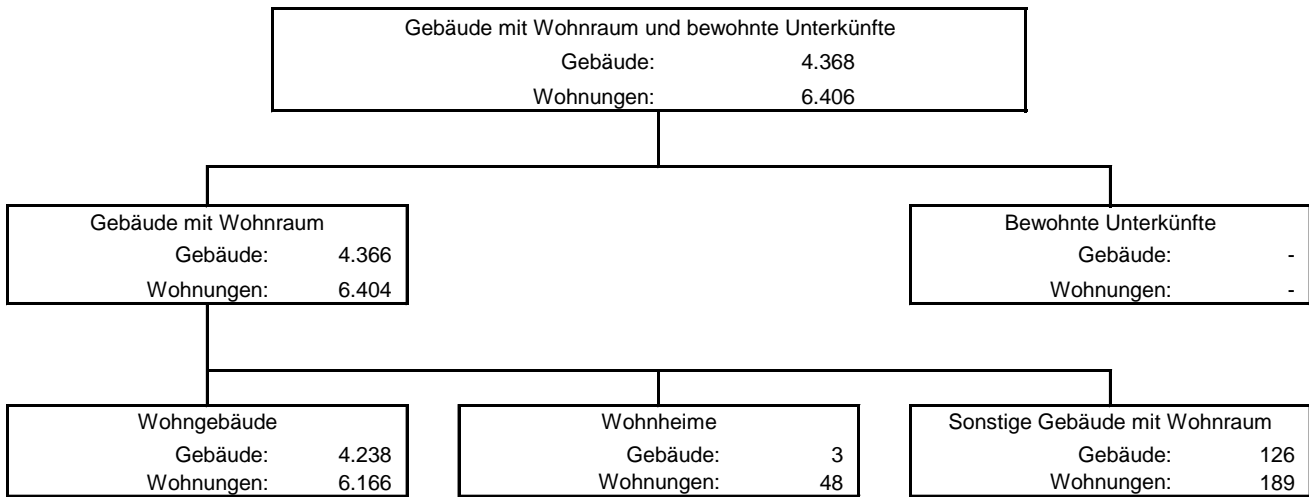 Gebäude mit Wohnraum und bewohnte Unterkünfte
Gebäude: 4.368
Wohnungen: 6.406
Gebäude mit Wohnraum
Gebäude: 4.366
Wohnungen: 6.404
Bewohnte Unterkünfte
Gebäude: -
Wohnungen: -
Wohngebäude
Gebäude: 4.238
Wohnungen: 6.166
Wohnheime
Gebäude: 3
Wohnungen: 48
Sonstige Gebäude mit Wohnraum
Gebäude: 126
Wohnungen: 189